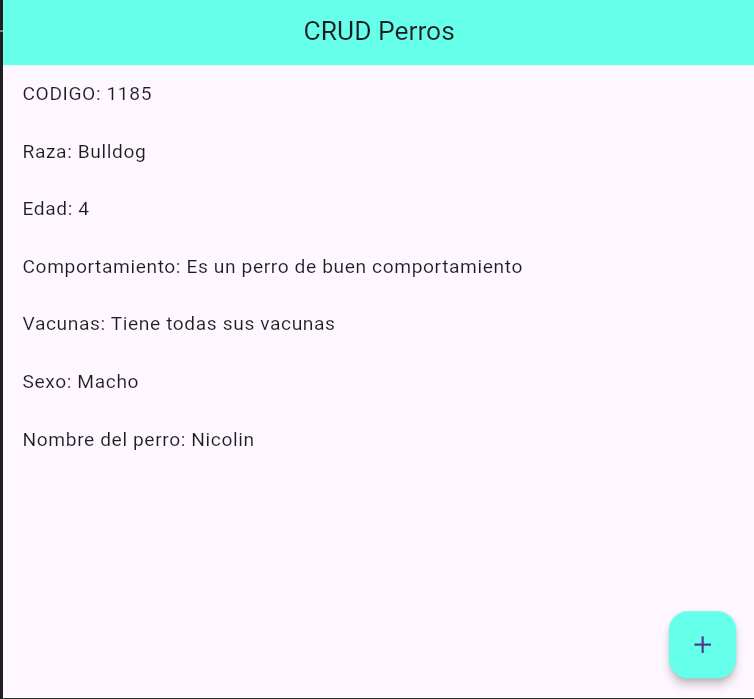 CRUD Perros
CODIGO: 1185
Raza: Bulldog
Edad: 4
Comportamiento: Es un perro de buen comportamiento
Vacunas: Tiene todas sus vacunas
Sexo: Macho
Nombre del perro: Nicolin
+